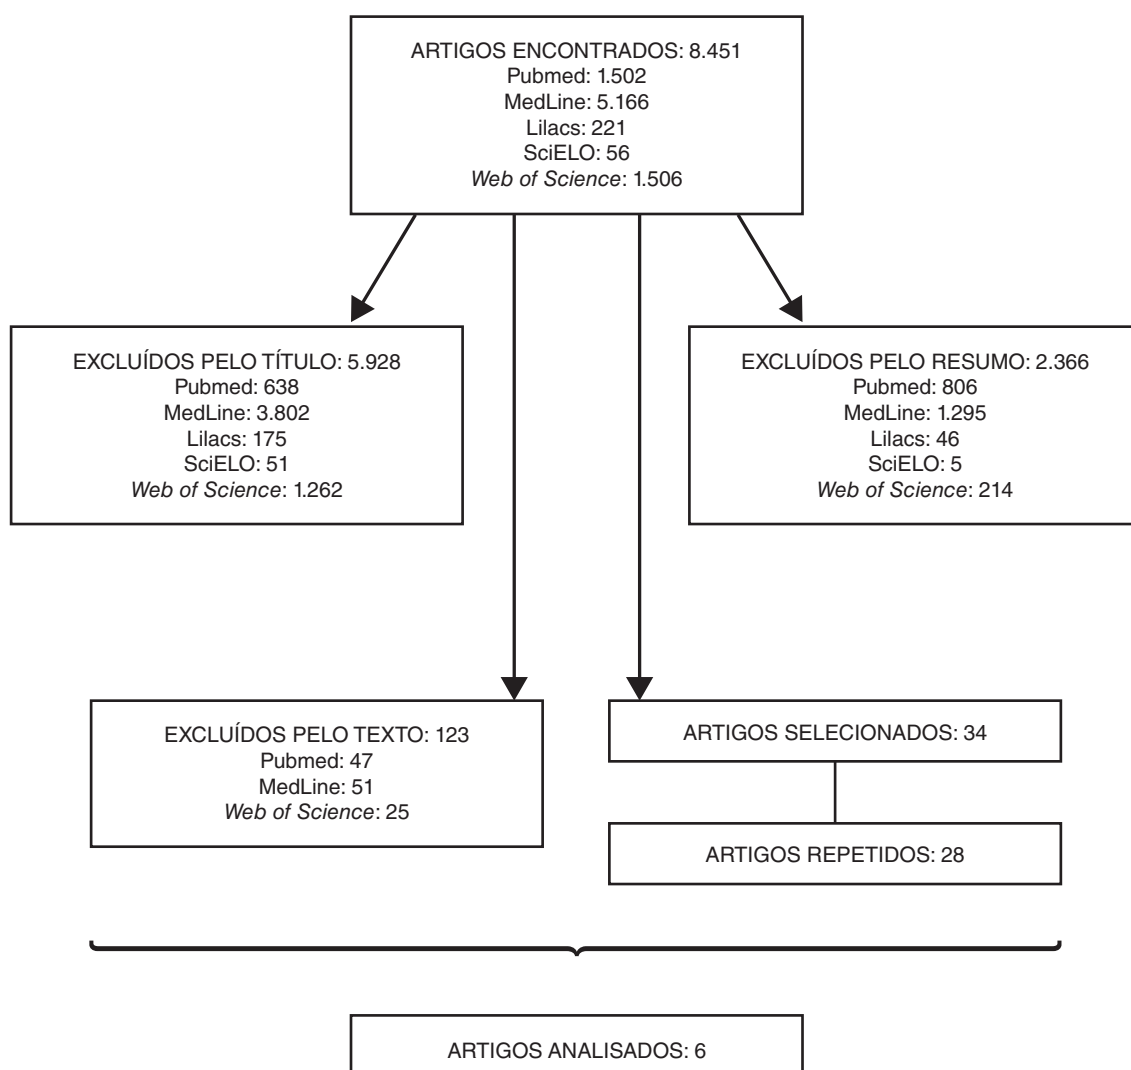 ARTIGOS ENCONTRADOS: 8.451
Pubmed: 1.502
MedLine: 5.166
Lilacs: 221
SciELO: 56
Web of Science: 1.506
EXCLUÍDOS PELO TÍTULO: 5.928
Pubmed: 638
MedLine: 3.802
Lilacs: 175
SciELO: 51
Web of Science: 1.262
EXCLUÍDOS PELO RESUMO: 2.366
Pubmed: 806
MedLine: 1.295
Lilacs: 46
SciELO: 5
Web of Science: 214
EXCLUÍDOS PELO TEXTO: 123
Pubmed: 47
MedLine: 51
Web of Science: 25
ARTIGOS SELECIONADOS: 34
ARTIGOS REPETIDOS: 28
ARTIGOS ANALISADOS: 6